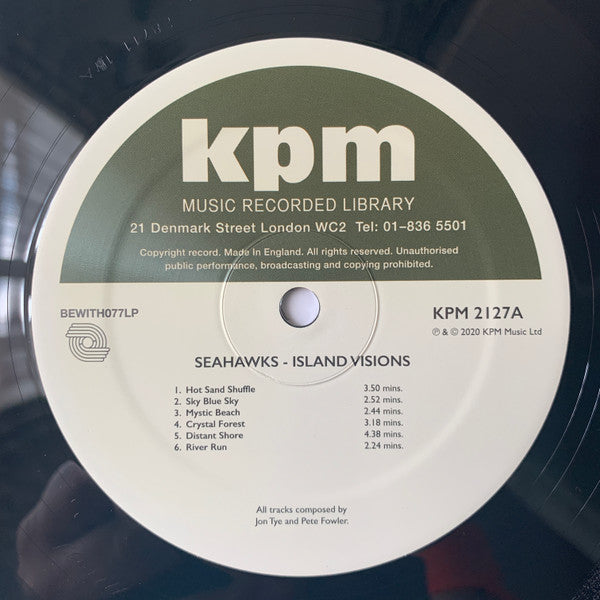 kpm
MUSIC RECORDED LIBRARY
21 Denmark Street London WC2 Tel: 01–836 5501
Copyright record. Made in England. All rights reserved. Unauthorised
public performance, broadcasting and copying prohibited.
BEWITH077LP
KPM 2127A
℗ & © 2020 KPM Music Ltd
SEAHAWKS - ISLAND VISIONS
1. Hot Sand Shuffle 3.50 mins.
2. Sky Blue Sky 2.52 mins.
3. Mystic Beach 2.44 mins.
4. Crystal Forest 3.18 mins.
5. Distant Shore 4.38 mins.
6. River Run 2.24 mins.
All tracks composed by
Jon Tye and Pete Fowler.